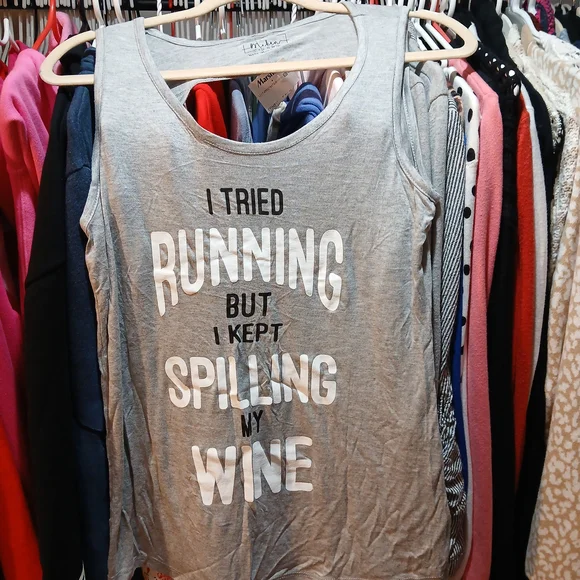 I TRIED
RUNNING
BUT
I KEPT
SPILLING
MY
WINE